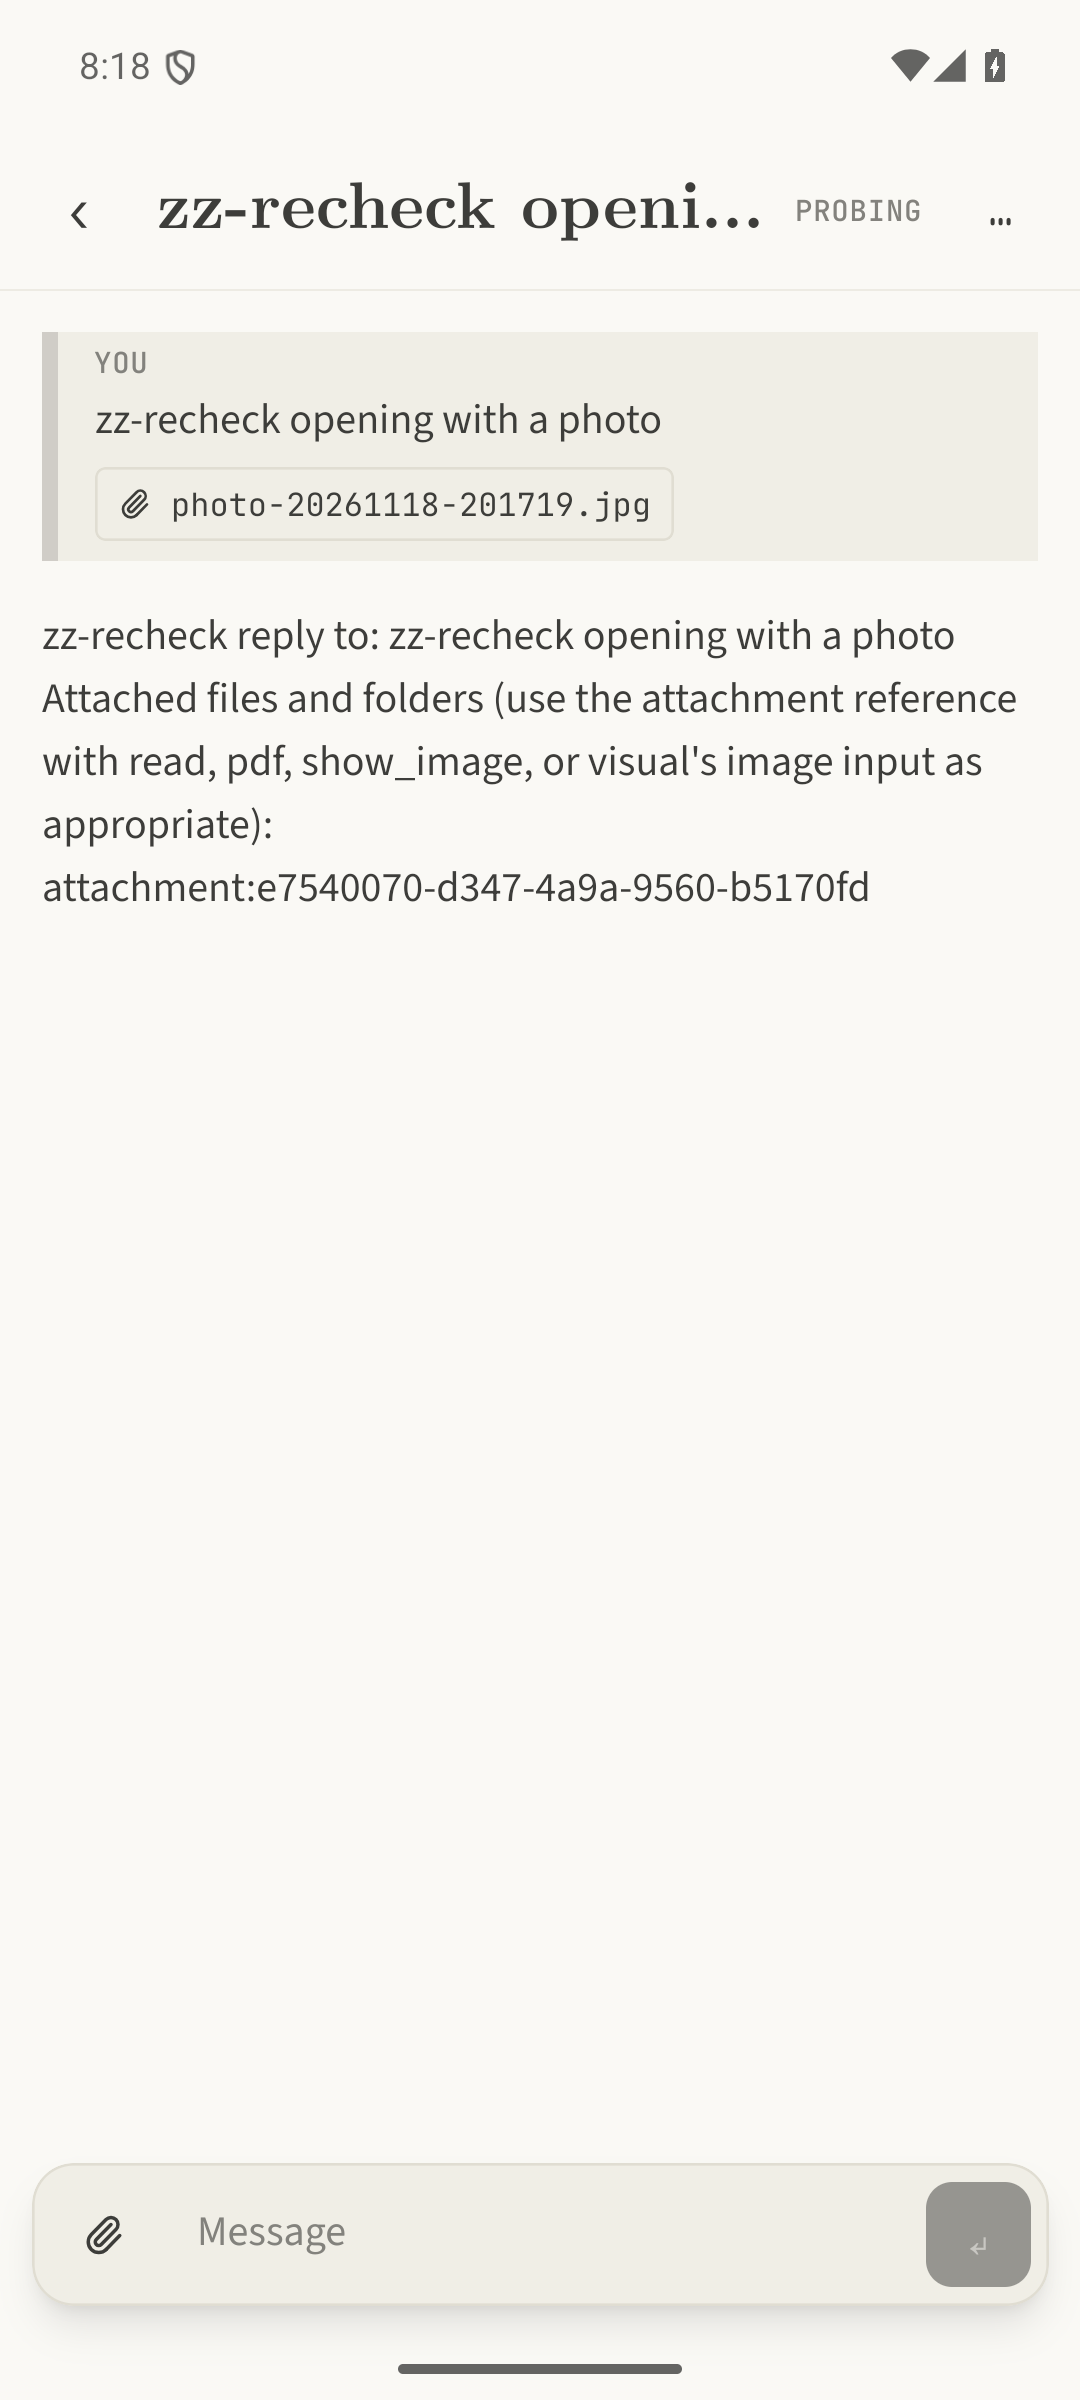 8:18
‹ zz-recheck openi... PROBING ...
YOU
zz-recheck opening with a photo
photo-20261118-201719.jpg
zz-recheck reply to: zz-recheck opening with a photo
Attached files and folders (use the attachment reference
with read, pdf, show_image, or visual's image input as
appropriate):
attachment:e7540070-d347-4a9a-9560-b5170fd
Message